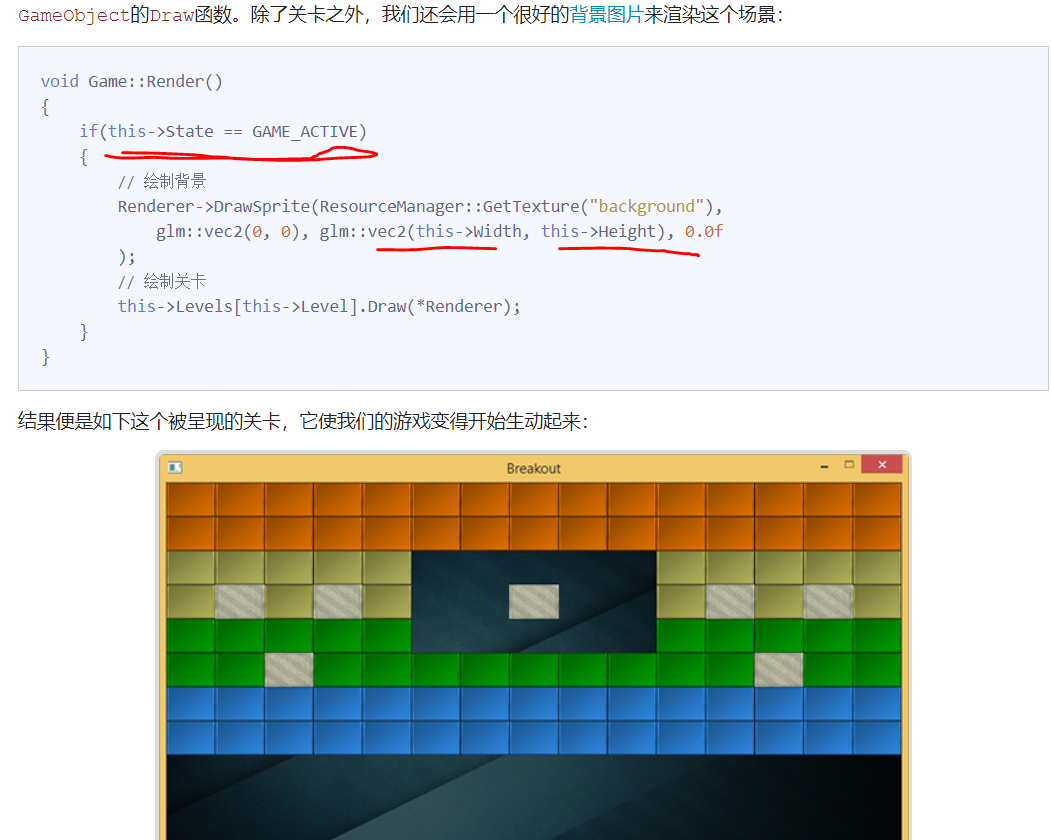 GameObject的Draw函数。除了关卡之外，我们还会用一个很好的背景图片来渲染这个场景：
void Game::Render()
{
if(this->State == GAME_ACTIVE)
{
// 绘制背景
Renderer->DrawSprite(ResourceManager::GetTexture("background"),
glm::vec2(0, 0), glm::vec2(this->Width, this->Height), 0.0f
);
// 绘制关卡
this->Levels[this->Level].Draw(*Renderer);
}
}
结果便是如下这个被呈现的关卡，它使我们的游戏变得开始生动起来：
Breakout